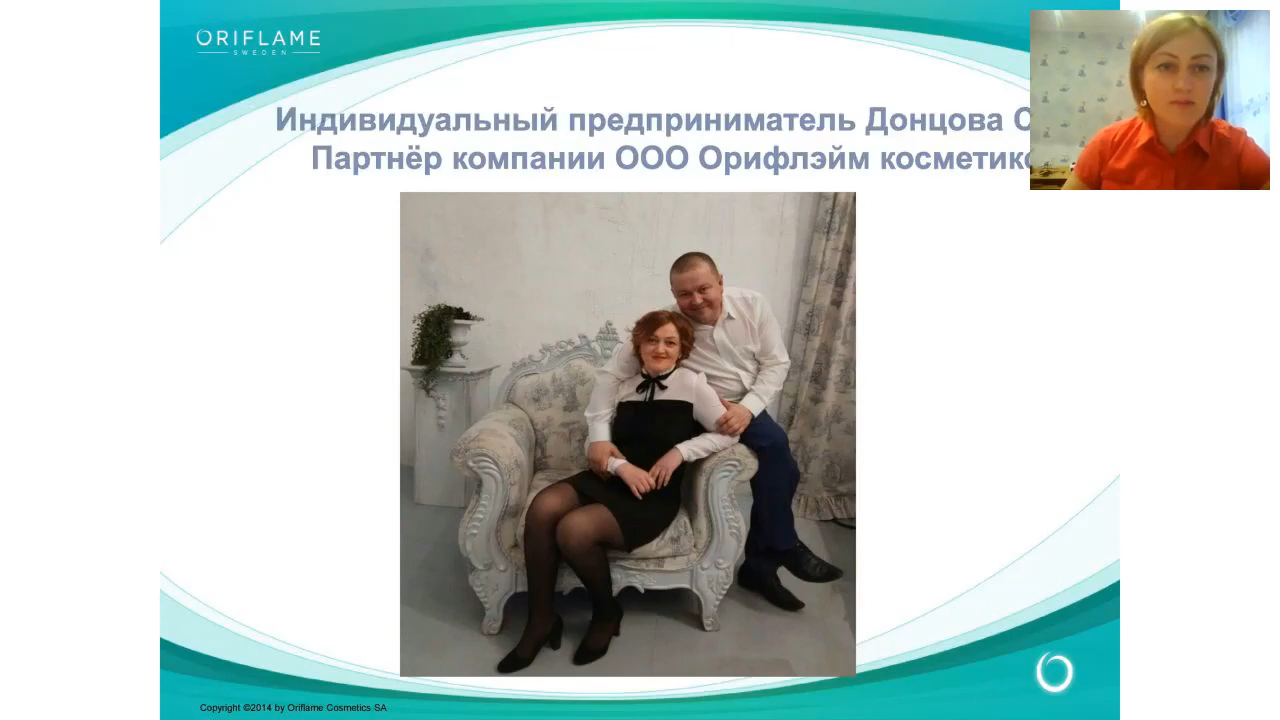 ORIFLAME
SWEDEN
Индивидуальный предприниматель Донцова
Партнёр компании ООО Орифлэйм
Copyright ©2014 by Oriflame Cosmetics SA